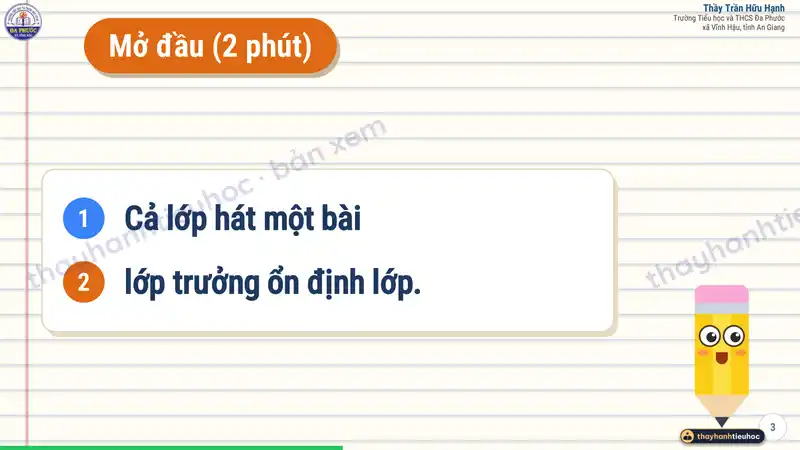 Thầy Trần Hữu Hạnh
Trường Tiểu học và THCS Đa Phước
xã Vĩnh Hậu, tỉnh An Giang
ĐA PHƯỚC
Mở đầu (2 phút)
thayhanhtieuhoc · bản xem
1 Cả lớp hát một bài
2 lớp trưởng ổn định lớp.
thayhanhtie
thayhanhtieuhoc
3